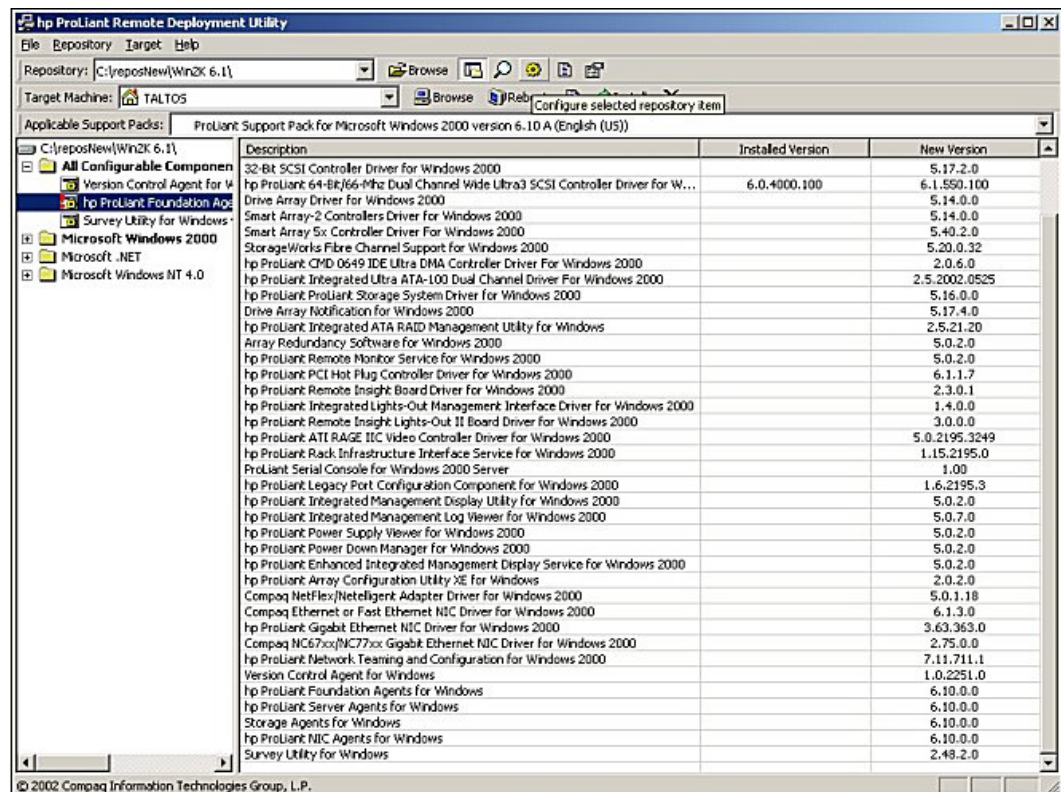 hp ProLiant Remote Deployment Utility
File Repository Target Help
Repository: C:\reposNew\Win2K 6.1\ Browse
Target Machine: TALTOS Browse
Configure selected repository item
Applicable Support Packs: ProLiant Support Pack for Microsoft Windows 2000 version 6.10 A (English (US))
C:\reposNew\Win2K 6.1\
All Configurable Componen
Version Control Agent for W
hp ProLiant Foundation Age
Survey Utility for Windows
Microsoft Windows 2000
Microsoft .NET
Microsoft Windows NT 4.0
Description Installed Version New Version
32-Bit SCSI Controller Driver for Windows 2000 5.17.2.0
hp ProLiant 64-Bit/66-Mhz Dual Channel Wide Ultra3 SCSI Controller Driver for W... 6.0.4000.100 6.1.550.100
Drive Array Driver for Windows 2000 5.14.0.0
Smart Array-2 Controllers Driver for Windows 2000 5.14.0.0
Smart Array 5x Controller Driver For Windows 2000 5.40.2.0
StorageWorks Fibre Channel Support for Windows 2000 5.20.0.32
hp ProLiant CMD 0649 IDE Ultra DMA Controller Driver For Windows 2000 2.0.6.0
hp ProLiant Integrated Ultra ATA-100 Dual Channel Driver For Windows 2000 2.5.2002.0525
hp ProLiant ProLiant Storage System Driver for Windows 2000 5.16.0.0
Drive Array Notification for Windows 2000 5.17.4.0
hp ProLiant Integrated ATA RAID Management Utility for Windows 2.5.21.20
Array Redundancy Software for Windows 2000 5.0.2.0
hp ProLiant Remote Monitor Service for Windows 2000 5.0.2.0
hp ProLiant PCI Hot Plug Controller Driver for Windows 2000 6.1.1.7
hp ProLiant Remote Insight Board Driver for Windows 2000 2.3.0.1
hp ProLiant Integrated Lights-Out Management Interface Driver for Windows 2000 1.4.0.0
hp ProLiant Remote Insight Lights-Out II Board Driver for Windows 2000 3.0.0.0
hp ProLiant ATI RAGE IIC Video Controller Driver for Windows 2000 5.0.2195.3249
hp ProLiant Rack Infrastructure Interface Service for Windows 2000 1.15.2195.0
ProLiant Serial Console for Windows 2000 Server 1.00
hp ProLiant Legacy Port Configuration Component for Windows 2000 1.6.2195.3
hp ProLiant Integrated Management Display Utility for Windows 2000 5.0.2.0
hp ProLiant Integrated Management Log Viewer for Windows 2000 5.0.7.0
hp ProLiant Power Supply Viewer for Windows 2000 5.0.2.0
hp ProLiant Power Down Manager for Windows 2000 5.0.2.0
hp ProLiant Enhanced Integrated Management Display Service for Windows 2000 5.0.2.0
hp ProLiant Array Configuration Utility XE for Windows 2.0.2.0
Compaq NetFlex/Netelligent Adapter Driver for Windows 2000 5.0.1.18
Compaq Ethernet or Fast Ethernet NIC Driver for Windows 2000 6.1.3.0
hp ProLiant Gigabit Ethernet NIC Driver for Windows 2000 3.63.363.0
Compaq NC67xx/NC77xx Gigabit Ethernet NIC Driver for Windows 2000 2.75.0.0
hp ProLiant Network Teaming and Configuration for Windows 2000 7.11.711.1
Version Control Agent for Windows 1.0.2251.0
hp ProLiant Foundation Agents for Windows 6.10.0.0
hp ProLiant Server Agents for Windows 6.10.0.0
Storage Agents for Windows 6.10.0.0
hp ProLiant NIC Agents for Windows 6.10.0.0
Survey Utility for Windows 2.48.2.0
© 2002 Compaq Information Technologies Group, L.P.